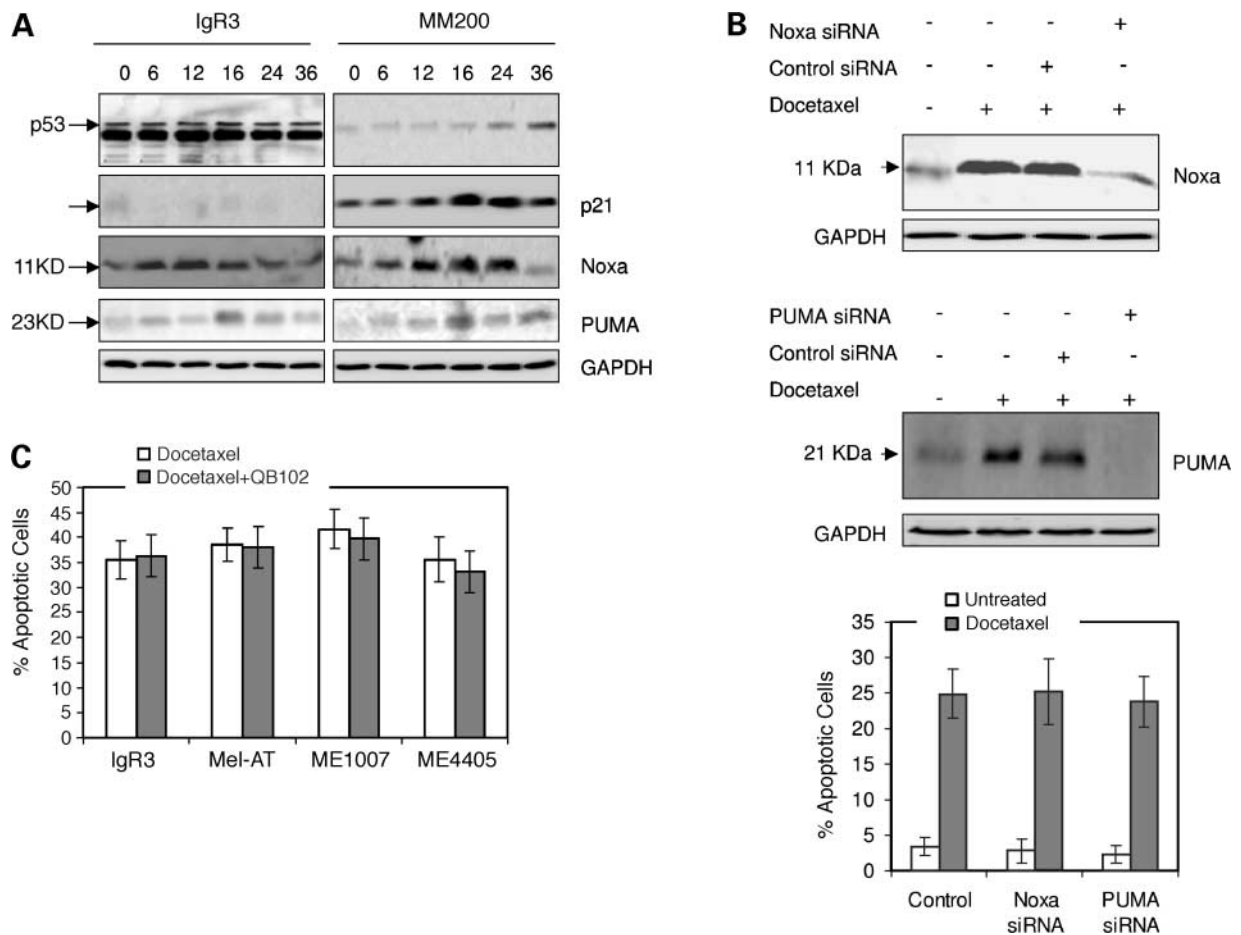 A
IgR3 MM200
0 6 12 16 24 36 0 6 12 16 24 36
p53
p21
11KD Noxa
23KD PUMA
GAPDH
B
Noxa siRNA - - - +
Control siRNA - - + -
Docetaxel - + + +
11 KDa Noxa
GAPDH
PUMA siRNA - - - +
Control siRNA - - + -
Docetaxel - + + +
21 KDa PUMA
GAPDH
Untreated
Docetaxel
% Apoptotic Cells
35
30
25
20
15
10
5
0
Control Noxa siRNA PUMA siRNA
C
Docetaxel
Docetaxel+QB102
% Apoptotic Cells
50
45
40
35
30
25
20
15
10
5
0
IgR3 Mel-AT ME1007 ME4405